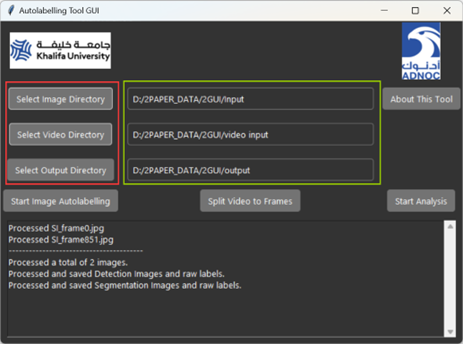 Autolabelling Tool GUI
جامعــة خليفــة
Khalifa University
أدنوك
ADNOC
Select Image Directory
D:/2PAPER_DATA/2GUI/Input
About This Tool
Select Video Directory
D:/2PAPER_DATA/2GUI/video input
Select Output Directory
D:/2PAPER_DATA/2GUI/output
Start Image Autolabelling
Split Video to Frames
Start Analysis
Processed SI_frame0.jpg
Processed SI_frame851.jpg
----------------------------------------
Processed a total of 2 images.
Processed and saved Detection Images and raw labels.
Processed and saved Segmentation Images and raw labels.